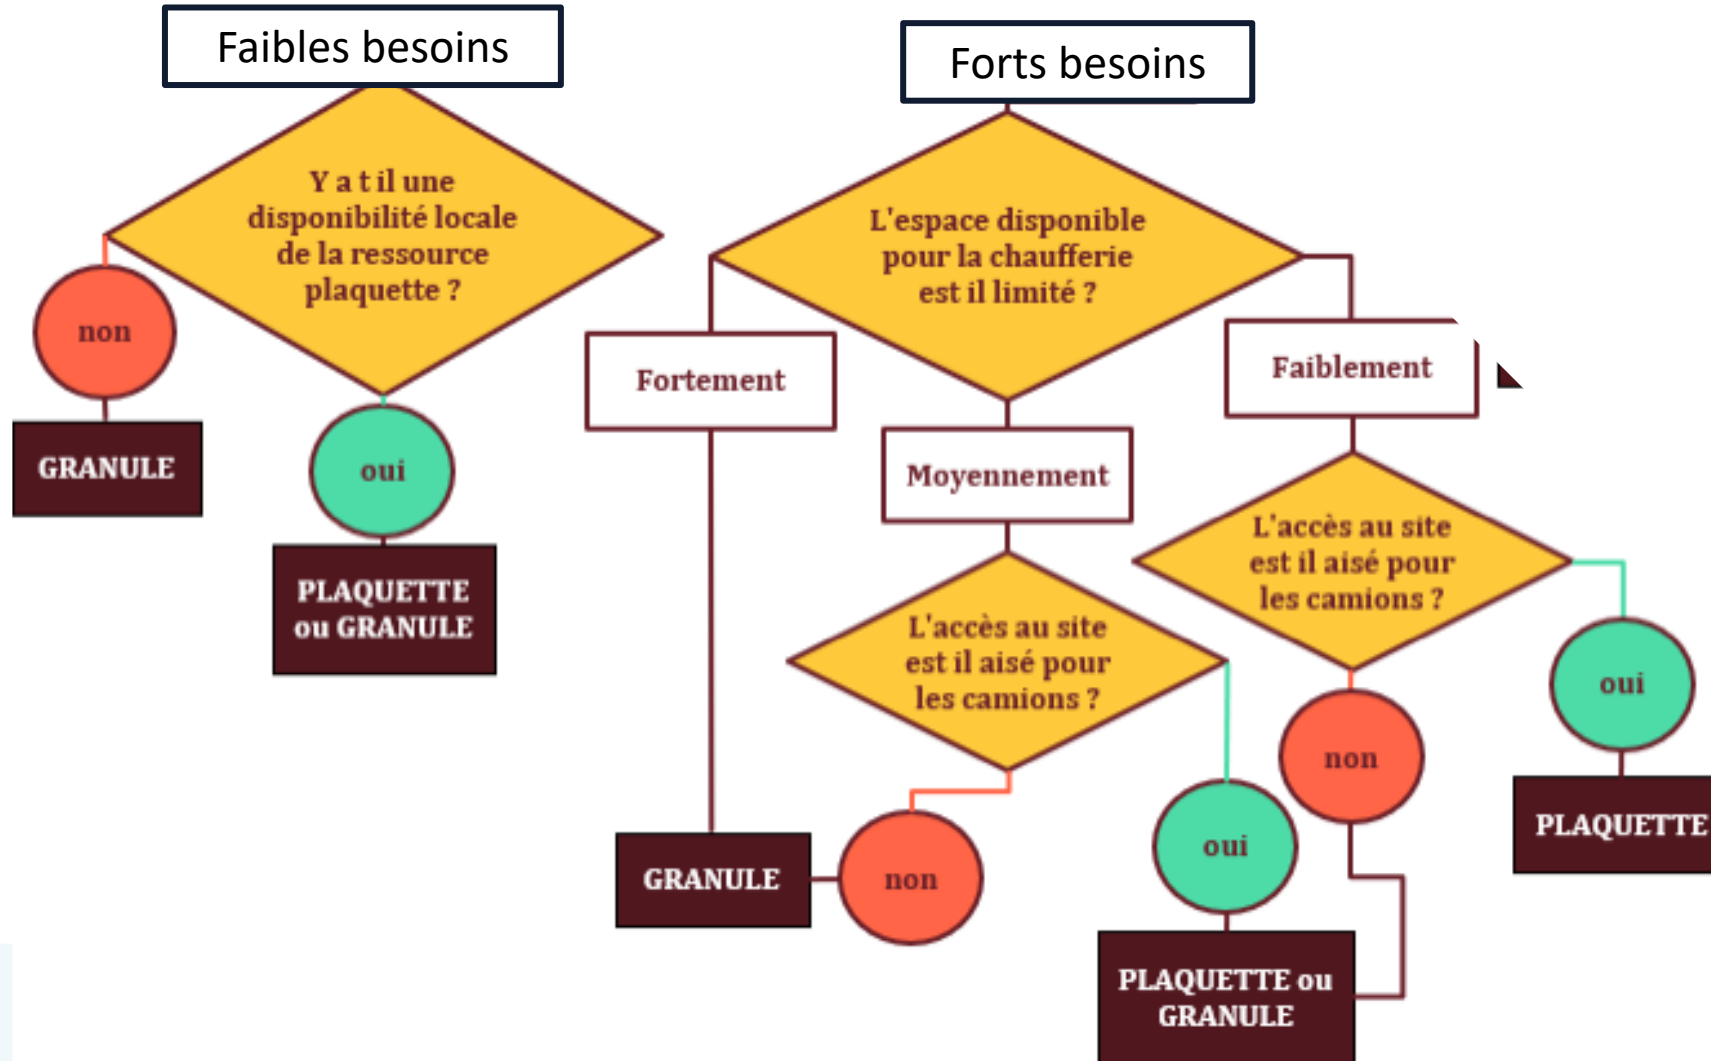 Faibles besoins
Y a t il une
disponibilité locale
de la ressource
plaquette ?
non
GRANULE
oui
PLAQUETTE
ou GRANULE
Forts besoins
L'espace disponible
pour la chaufferie
est il limité ?
Fortement
Moyennement
Faiblement
L'accès au site
est il aisé pour
les camions ?
non
GRANULE
oui
PLAQUETTE ou
GRANULE
L'accès au site
est il aisé pour
les camions ?
non
oui
PLAQUETTE